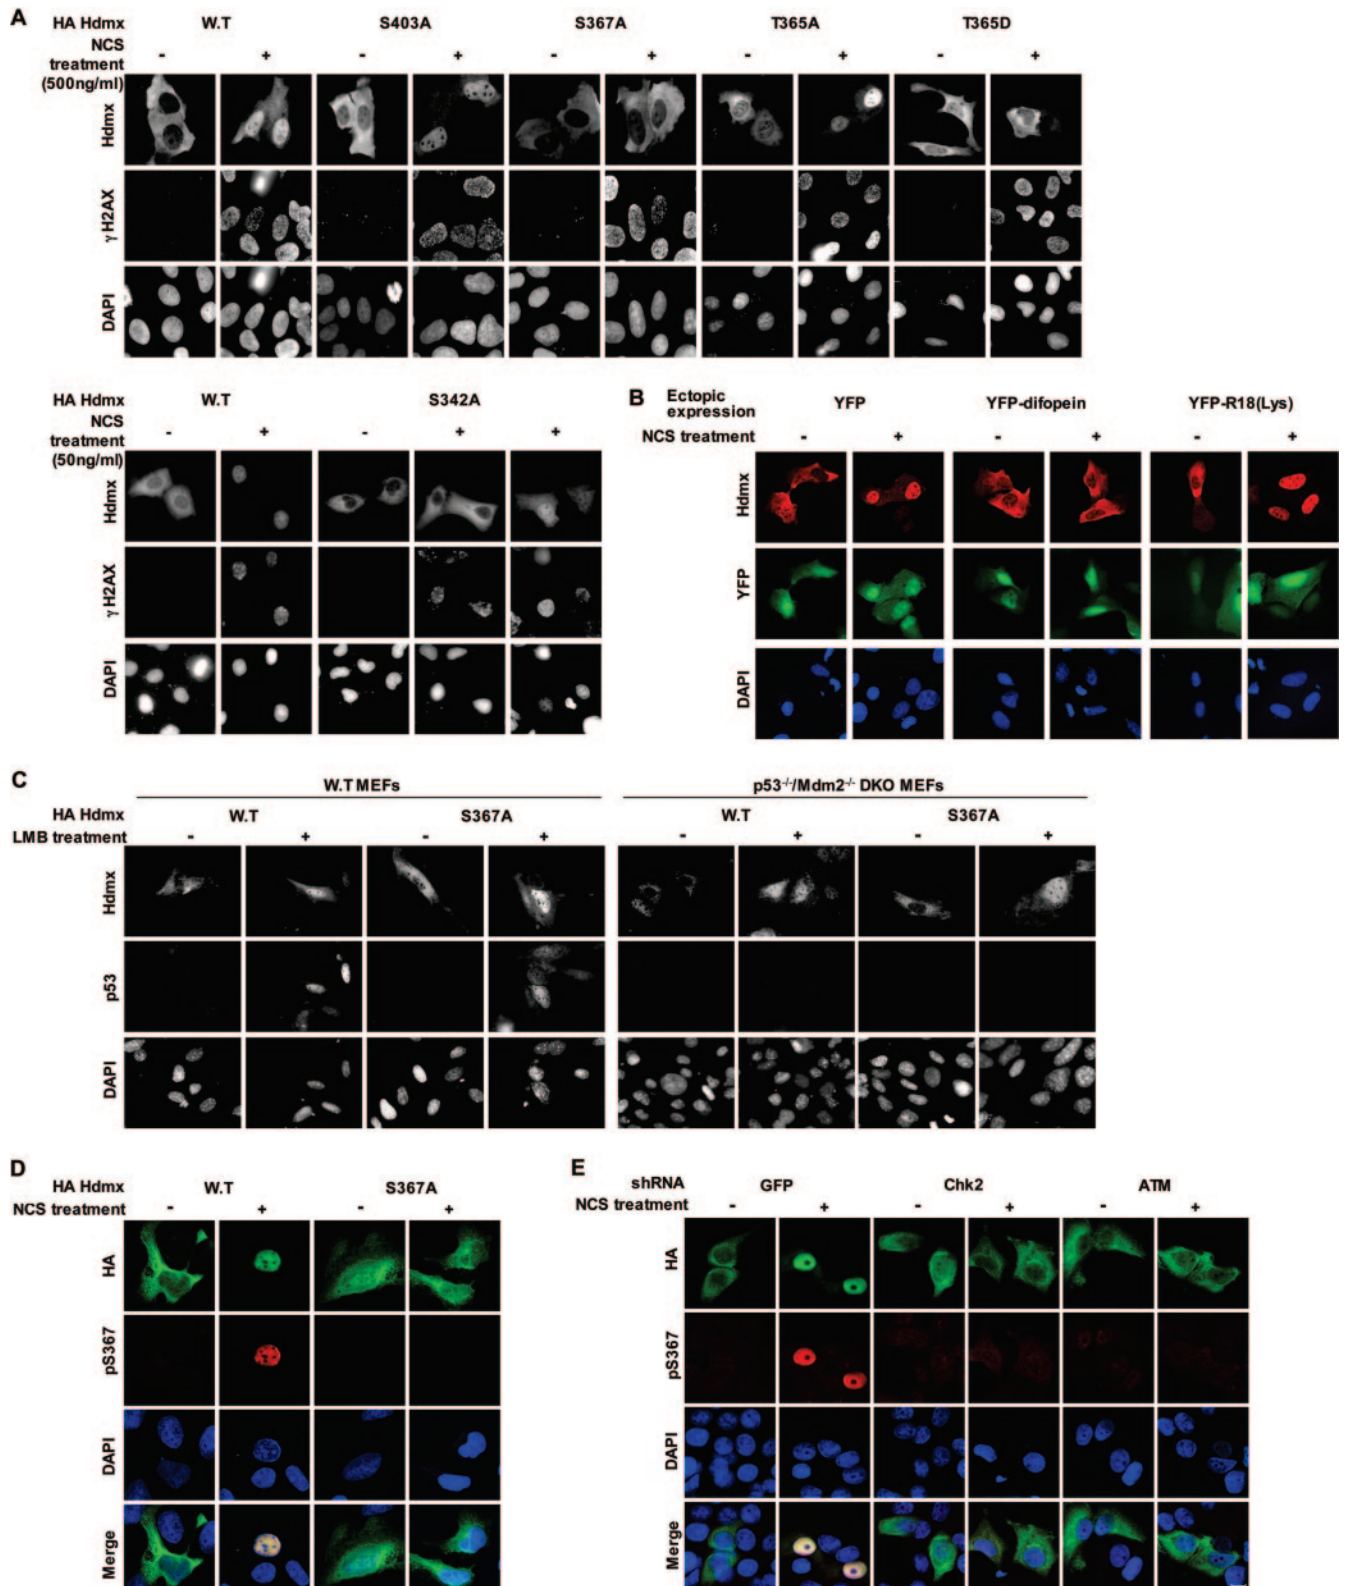 A
HA Hdmx W.T S403A S367A T365A T365D
NCS treatment (500ng/ml) - + - + - + - + - +
Hdmx
γH2AX
DAPI
HA Hdmx W.T S342A
NCS treatment (50ng/ml) - + - + +
Hdmx
γH2AX
DAPI
B Ectopic expression YFP YFP-difopein YFP-R18(Lys)
NCS treatment - + - + - +
Hdmx
YFP
DAPI
C
W.T MEFs p53-/-/Mdm2-/- DKO MEFs
HA Hdmx W.T S367A W.T S367A
LMB treatment - + - + - + - +
Hdmx
p53
DAPI
D
HA Hdmx W.T S367A
NCS treatment - + - +
HA
pS367
DAPI
Merge
E
shRNA GFP Chk2 ATM
NCS treatment - + - + - +
HA
pS367
DAPI
Merge